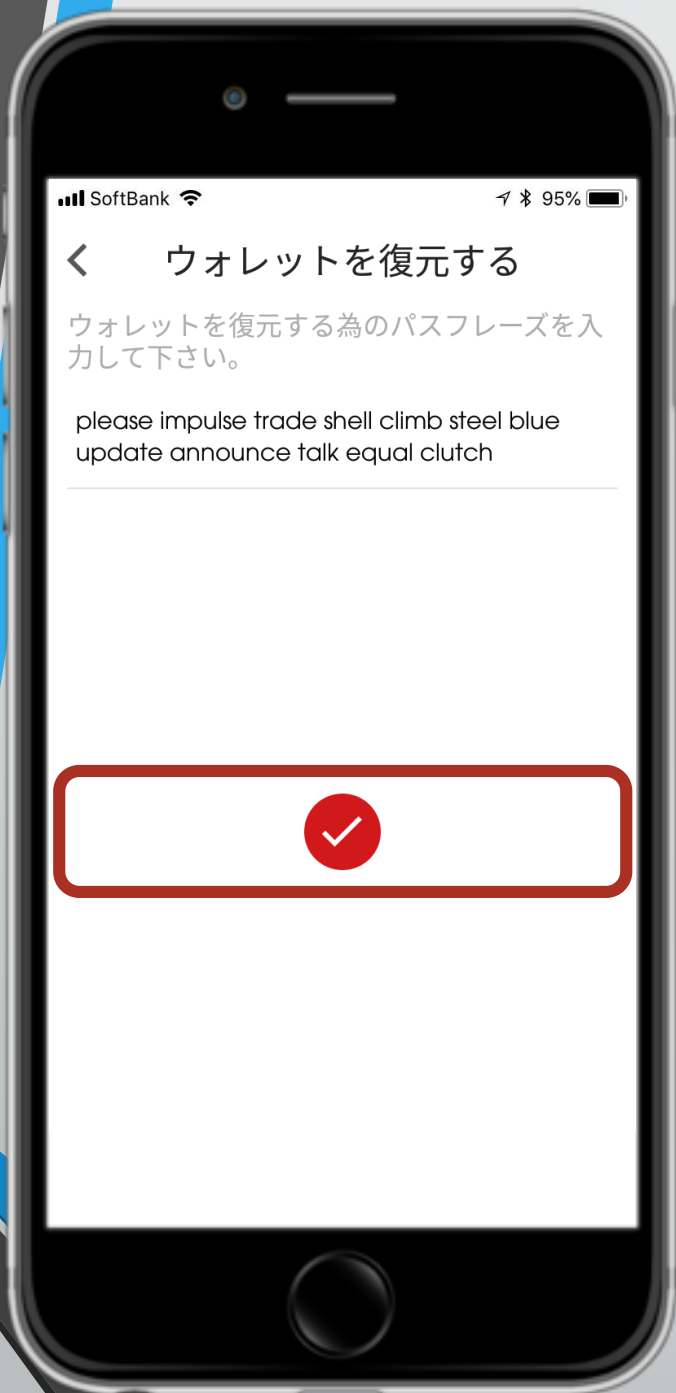 SoftBank 95%
ウォレットを復元する
ウォレットを復元する為のパスフレーズを入
力して下さい。
please impulse trade shell climb steel blue
update announce talk equal clutch